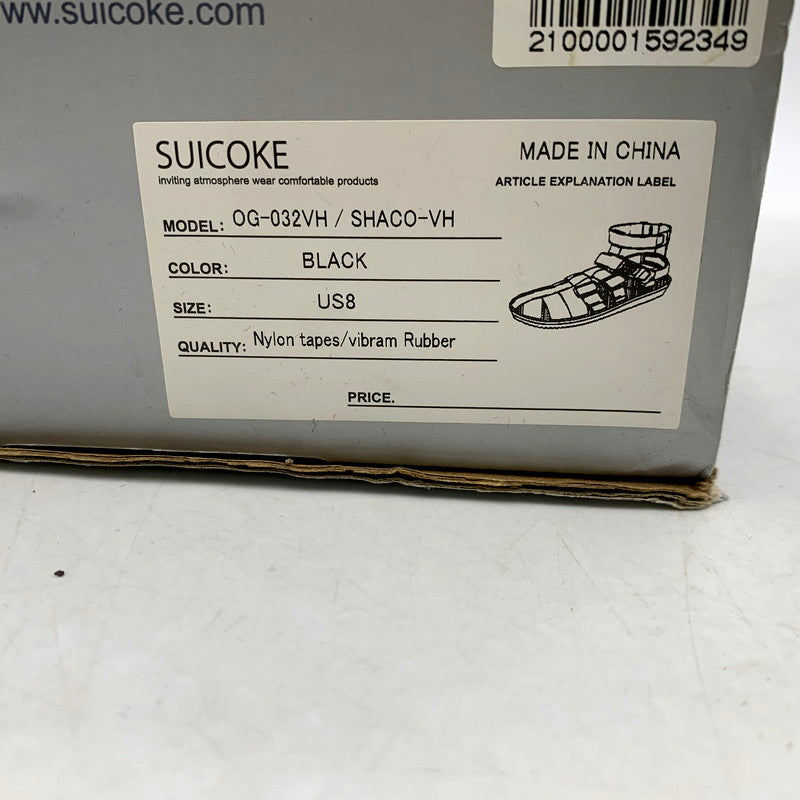 ww.suicoke.com
2100001592349
SUICOKE
inviting atmosphere wear comfortable products
MADE IN CHINA
ARTICLE EXPLANATION LABEL
MODEL: OG-032VH / SHACO-VH
COLOR: BLACK
SIZE: US8
QUALITY: Nylon tapes/vibram Rubber
PRICE.